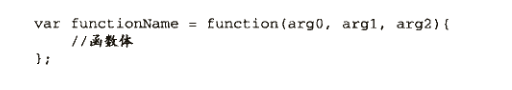 var functionName = function(arg0, arg1, arg2){
    //函数体
};